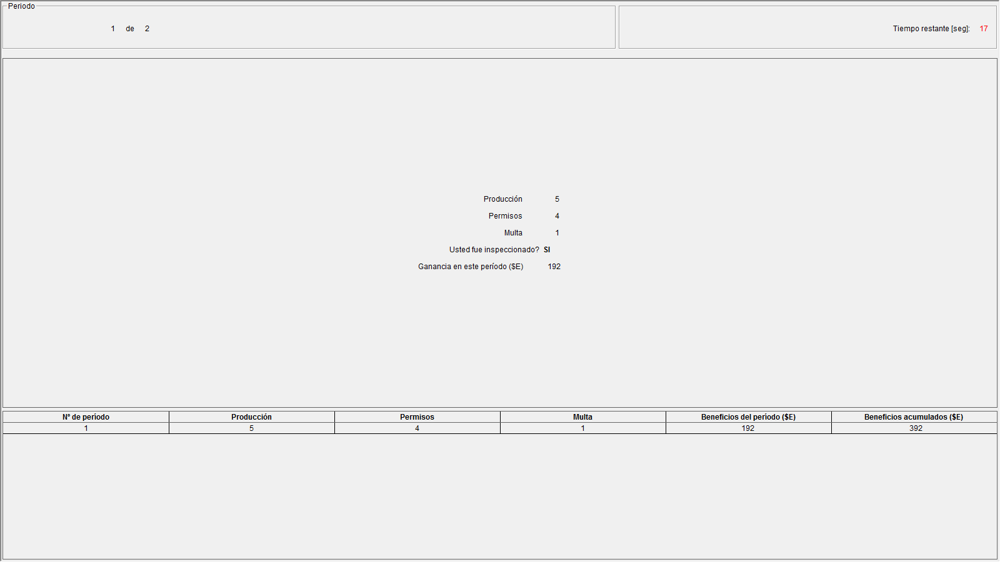 Periodo
1 de 2
Tiempo restante [seg]: 17
Producción 5
Permisos 4
Multa 1
Usted fue inspeccionado? SI
Ganancia en este período ($E) 192
Nº de período Producción Permisos Multa Beneficios del período ($E) Beneficios acumulados ($E)
1 5 4 1 192 392